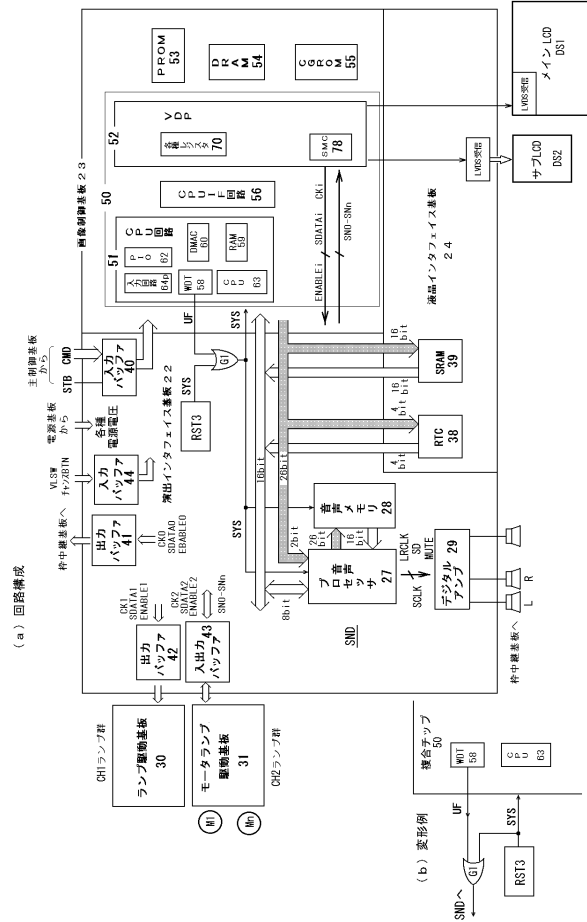 (a) 回路構成
主制御基板から
STB
CMD
入力バッファ
40
電源基板から
各種電源電圧
VLSW
チャンスBTN
入力バッファ
44
枠中継基板へ
出力バッファ
41
CK0
SDATA0
ENABLE0
CK1
SDATA1
ENABLE1
出力バッファ
42
CK2
SDATA2
ENABLE2
SN0-SNn
入出力バッファ
43
CH1ランプ群
ランプ駆動基板
30
モータランプ駆動基板
31
CH2ランプ群
M1
Mn
演出インタフェイス基板22
画像制御基板23
50
51
CPU回路
PIO
62
入力回路
64p
DMAC
60
WDT
58
RAM
59
CPU
63
CPUIF回路
56
52
VDP
各種レジスタ
70
SMC
78
PROM
53
DRAM
54
CGROM
55
UF
SYS
G1
SYS
RST3
ENABLEi
SDATAi
CKi
SN0-SNn
液晶インタフェイス基板
24
LVDS受信
メインLCD
DS1
LVDS受信
サブLCD
DS2
16bit
26bit
SYS
2bit
26bit
16bit
8bit
音声メモリ
28
音声プロセッサ
27
SND
SCLK
LRCLK
SD
MUTE
デジタルアンプ
29
L
R
枠中継基板へ
4bit
4bit
RTC
38
16bit
16bit
SRAM
39
(b) 変形例
複合チップ
50
WDT
58
CPU
63
UF
SYS
G1
RST3
SNDへ